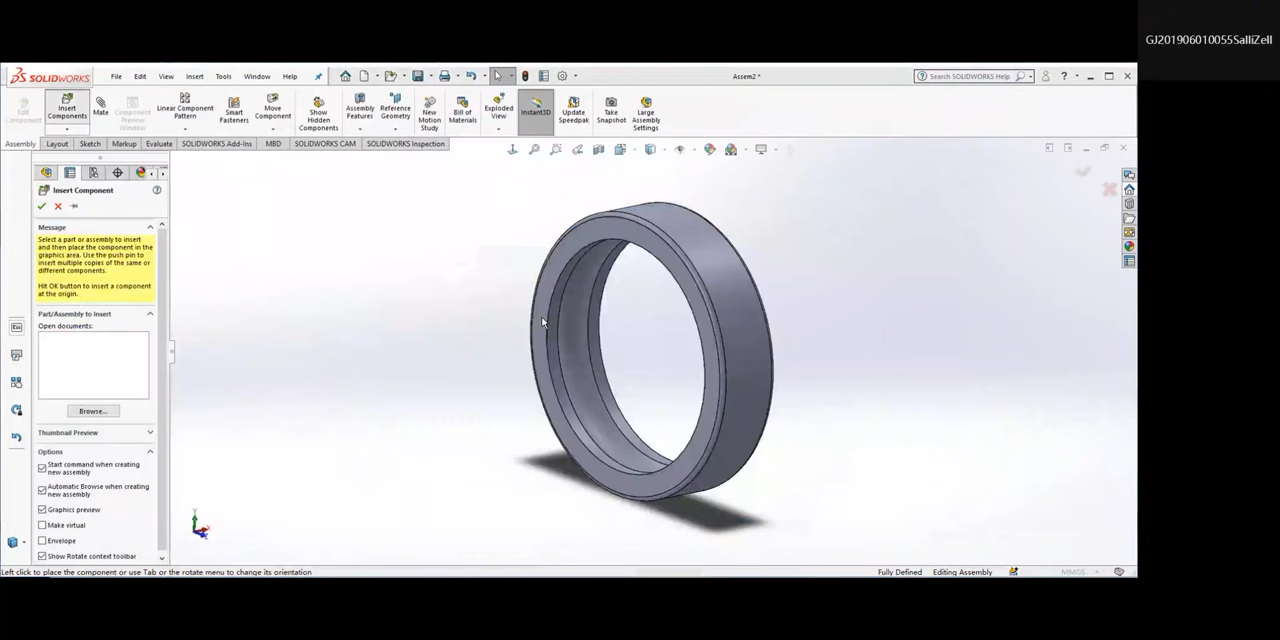 GJ201906010055SalliZell
SOLIDWORKS
File Edit View Insert Tools Window Help
Assem2 *
Search SOLIDWORKS Help
Edit Component
Insert Components
Mate
Component Preview Window
Linear Component Pattern
Smart Fasteners
Move Component
Show Hidden Components
Assembly Features
Reference Geometry
New Motion Study
Bill of Materials
Exploded View
Instant3D
Update Speedpak
Take Snapshot
Large Assembly Settings
Assembly Layout Sketch Markup Evaluate SOLIDWORKS Add-Ins MBD SOLIDWORKS CAM SOLIDWORKS Inspection
Insert Component
Message
Select a part or assembly to insert
and then place the component in the
graphics area. Use the push pin to
insert multiple copies of the same or
different components.
Hit OK button to insert a component
at the origin.
Part/Assembly to Insert
Open documents:
Browse...
Thumbnail Preview
Options
Start command when creating
new assembly
Automatic Browse when creating
new assembly
Graphics preview
Make virtual
Envelope
Show Rotate context toolbar
Left click to place the component or use Tab or the rotate menu to change its orientation
Fully Defined
Editing Assembly
MMGS